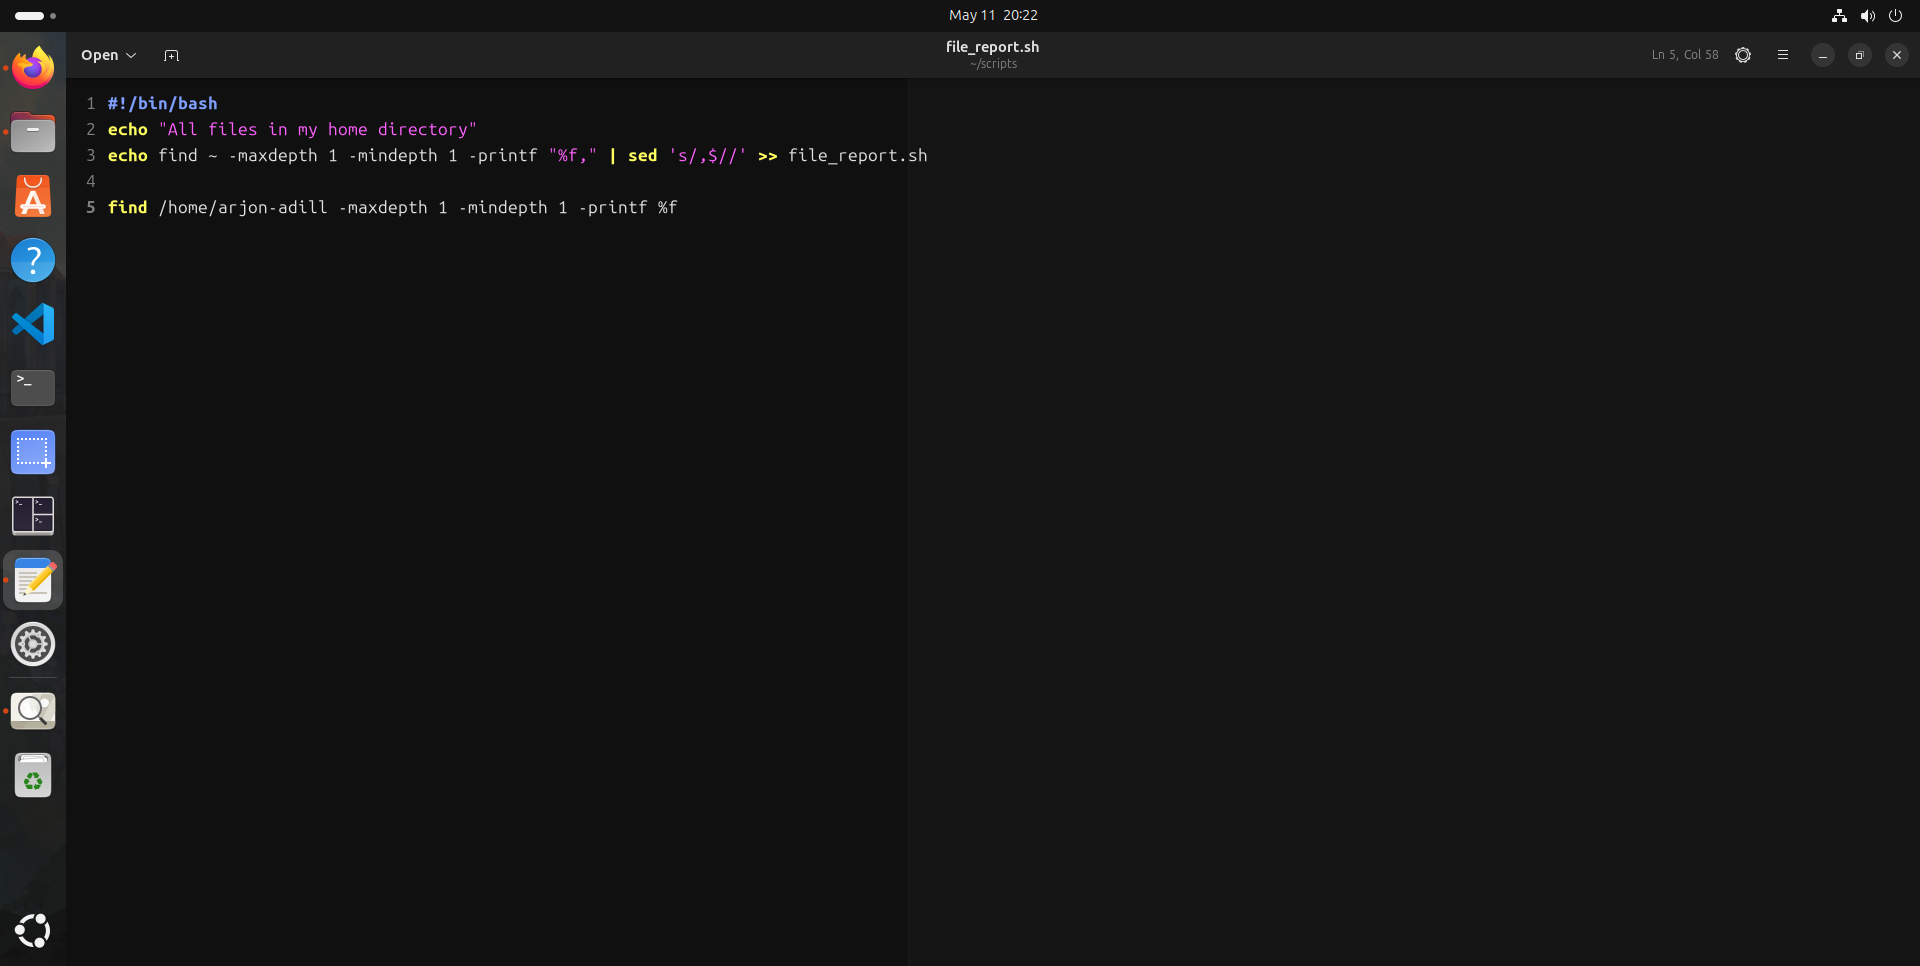 May 11 20:22
Open
file_report.sh
~/scripts
Ln 5, Col 58
1 #!/bin/bash
2 echo "All files in my home directory"
3 echo find ~ -maxdepth 1 -mindepth 1 -printf "%f," | sed 's/,$//' >> file_report.sh
4
5 find /home/arjon-adill -maxdepth 1 -mindepth 1 -printf %f